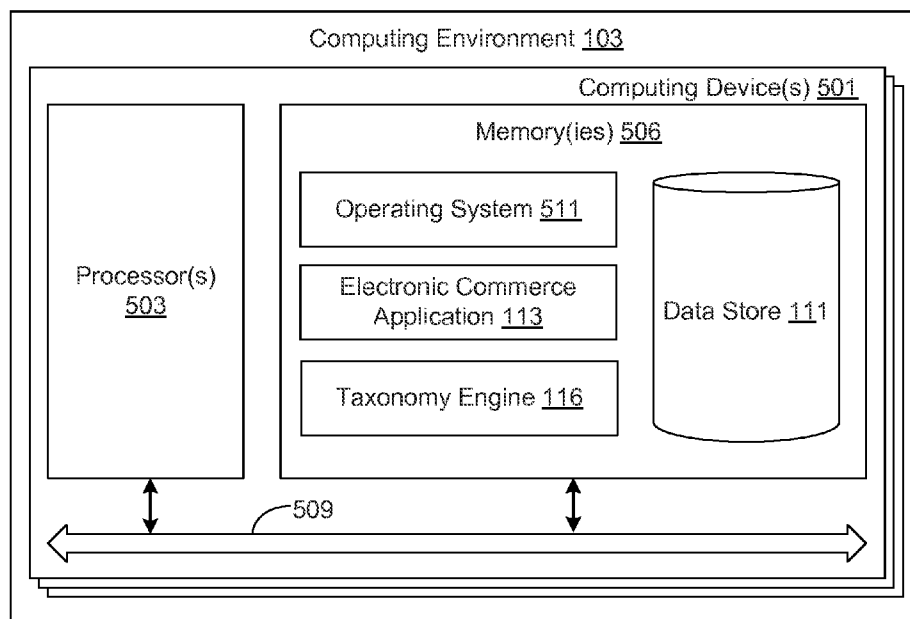 Computing Environment 103
Computing Device(s) 501
Memory(ies) 506
Operating System 511
Electronic Commerce
Application 113
Taxonomy Engine 116
Processor(s)
503
Data Store 111
509